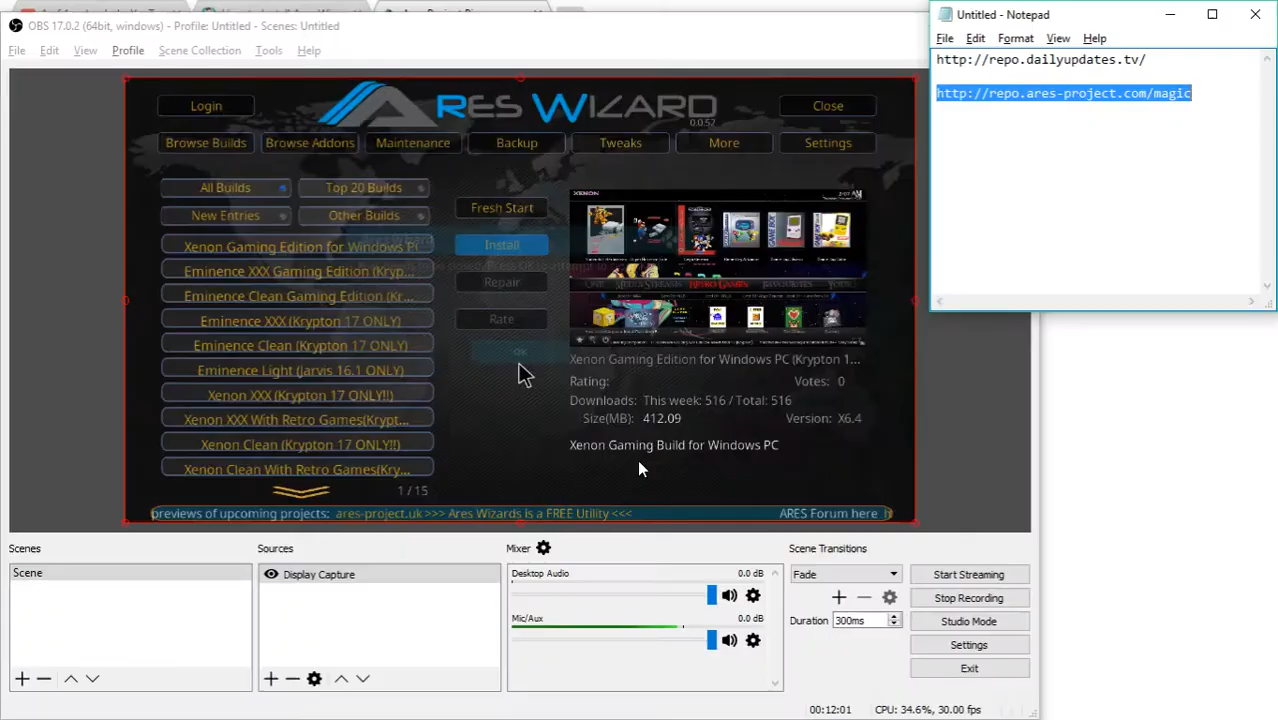 OBS 17.0.2 (64bit, windows) - Profile: Untitled - Scenes: Untitled
File Edit View Profile Scene Collection Tools Help
Untitled - Notepad
File Edit Format View Help
http://repo.dailyupdates.tv/
http://repo.ares-project.com/magic
Login
ARES WIZARD
0.0.52
Close
Browse Builds Browse Addons Maintenance Backup Tweaks More Settings
All Builds Top 20 Builds
New Entries Other Builds
Xenon Gaming Edition for Windows P
Eminence XXX Gaming Edition (Kryp...
Eminence Clean Gaming Edition (Kr...
Eminence XXX (Krypton 17 ONLY)
Eminence Clean (Krypton 17 ONLY)
Eminence Light (Jarvis 16.1 ONLY)
Xenon XXX (Krypton 17 ONLY!!)
Xenon XXX With Retro Games(Krypt...
Xenon Clean (Krypton 17 ONLY!!)
Xenon Clean With Retro Games(Kry...
1 / 15
Fresh Start
Install
Repair
Rate
OK
XENON
Xenon Gaming Edition for Windows PC (Krypton 1...
Rating: Votes: 0
Downloads: This week: 516 / Total: 516
Size(MB): 412.09 Version: X6.4
Xenon Gaming Build for Windows PC
previews of upcoming projects: ares-project.uk >>> Ares Wizards is a FREE Utility <<< ARES Forum here
Scenes
Scene
Sources
Display Capture
Mixer
Desktop Audio 0.0 dB
Mic/Aux 0.0 dB
Scene Transitions
Fade
Duration 300ms
Start Streaming
Stop Recording
Studio Mode
Settings
Exit
00:12:01 CPU: 34.6%, 30.00 fps